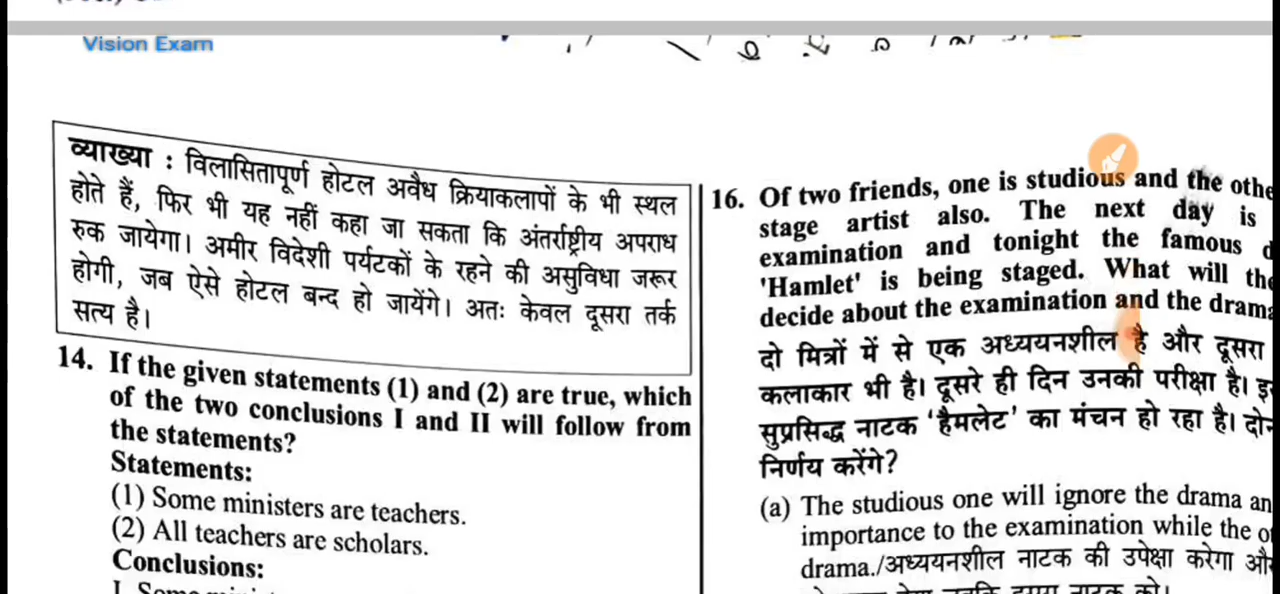 Vision Exam
व्याख्या : विलासितापूर्ण होटल अवैध क्रियाकलापों के भी स्थल
होते हैं, फिर भी यह नहीं कहा जा सकता कि अंतर्राष्ट्रीय अपराध
रुक जायेगा। अमीर विदेशी पर्यटकों के रहने की असुविधा जरूर
होगी, जब ऐसे होटल बन्द हो जायेंगे। अतः केवल दूसरा तर्क
सत्य है।
14. If the given statements (1) and (2) are true, which
of the two conclusions I and II will follow from
the statements?
Statements:
(1) Some ministers are teachers.
(2) All teachers are scholars.
Conclusions:
I. Some
16. Of two friends, one is studious and the othe
stage artist also. The next day is
examination and tonight the famous d
'Hamlet' is being staged. What will the
decide about the examination and the drama
दो मित्रों में से एक अध्ययनशील है और दूसरा
कलाकार भी है। दूसरे ही दिन उनकी परीक्षा है।
सुप्रसिद्ध नाटक ‘हैमलेट’ का मंचन हो रहा है।
निर्णय करेंगे?
(a) The studious one will ignore the drama an
importance to the examination while the o
drama./अध्ययनशील नाटक की उपेक्षा करेगा और